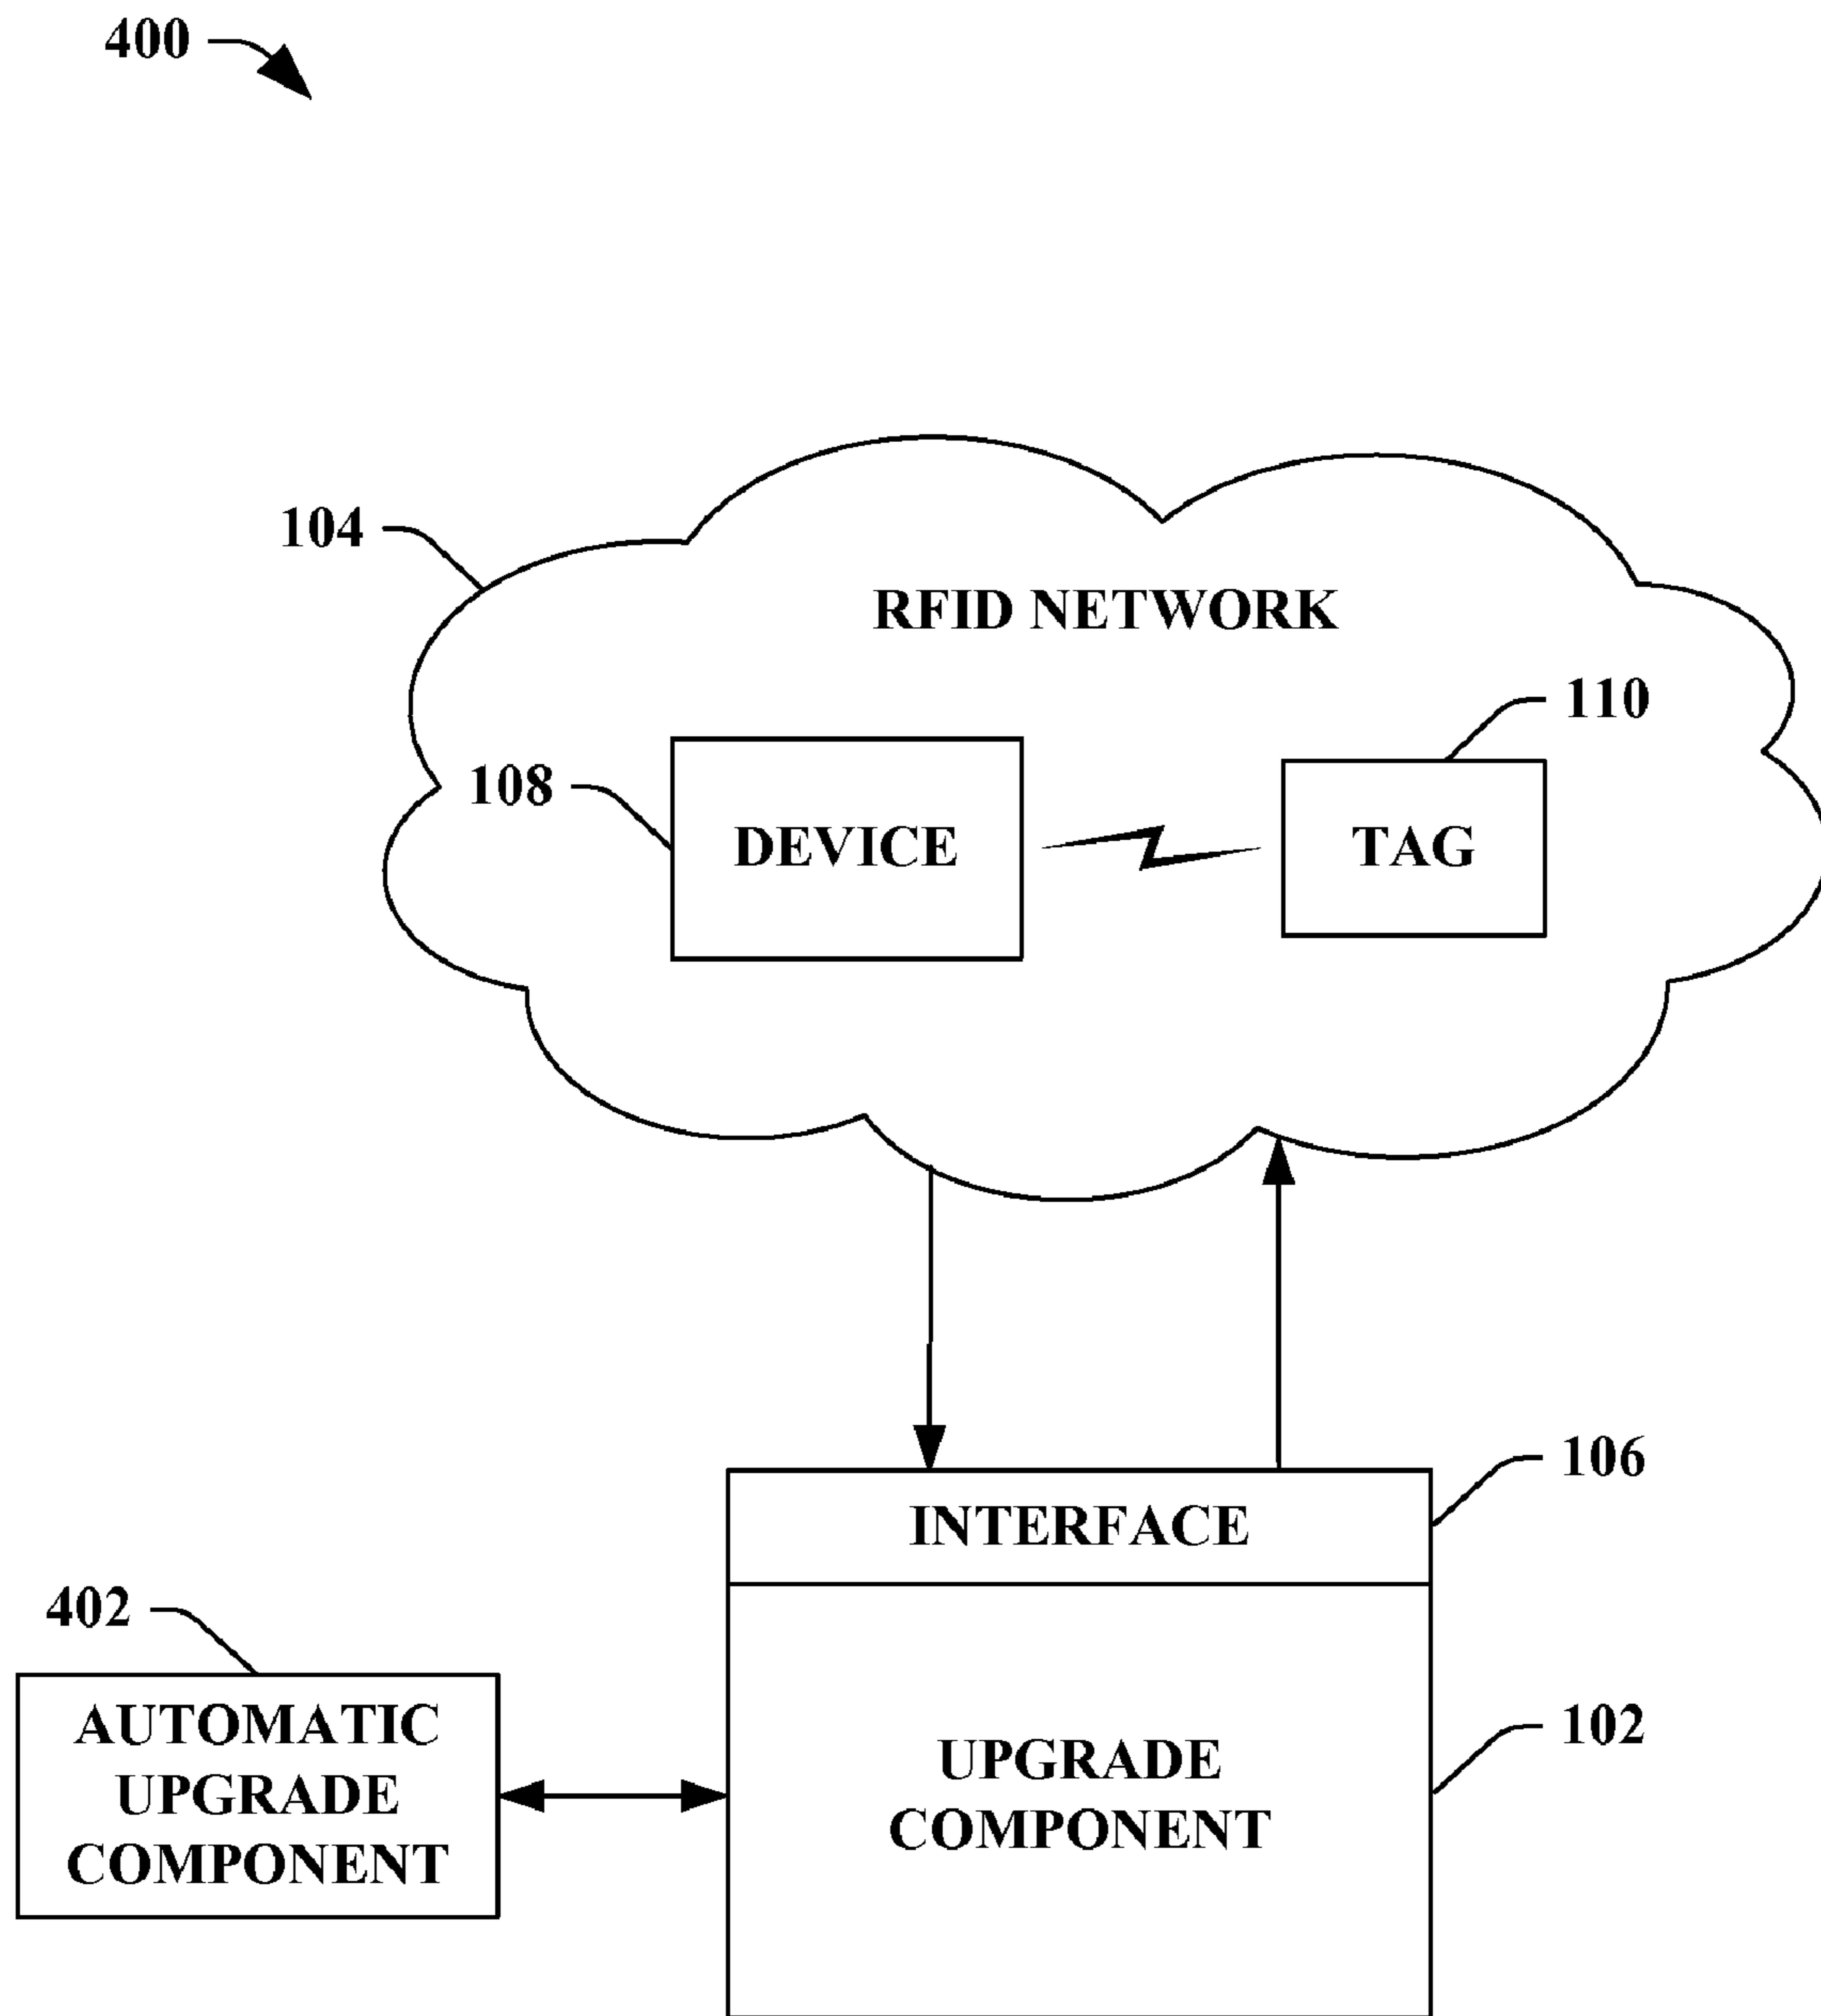 400
104
RFID NETWORK
110
108
DEVICE
TAG
106
INTERFACE
402
AUTOMATIC
UPGRADE
COMPONENT
102
UPGRADE
COMPONENT